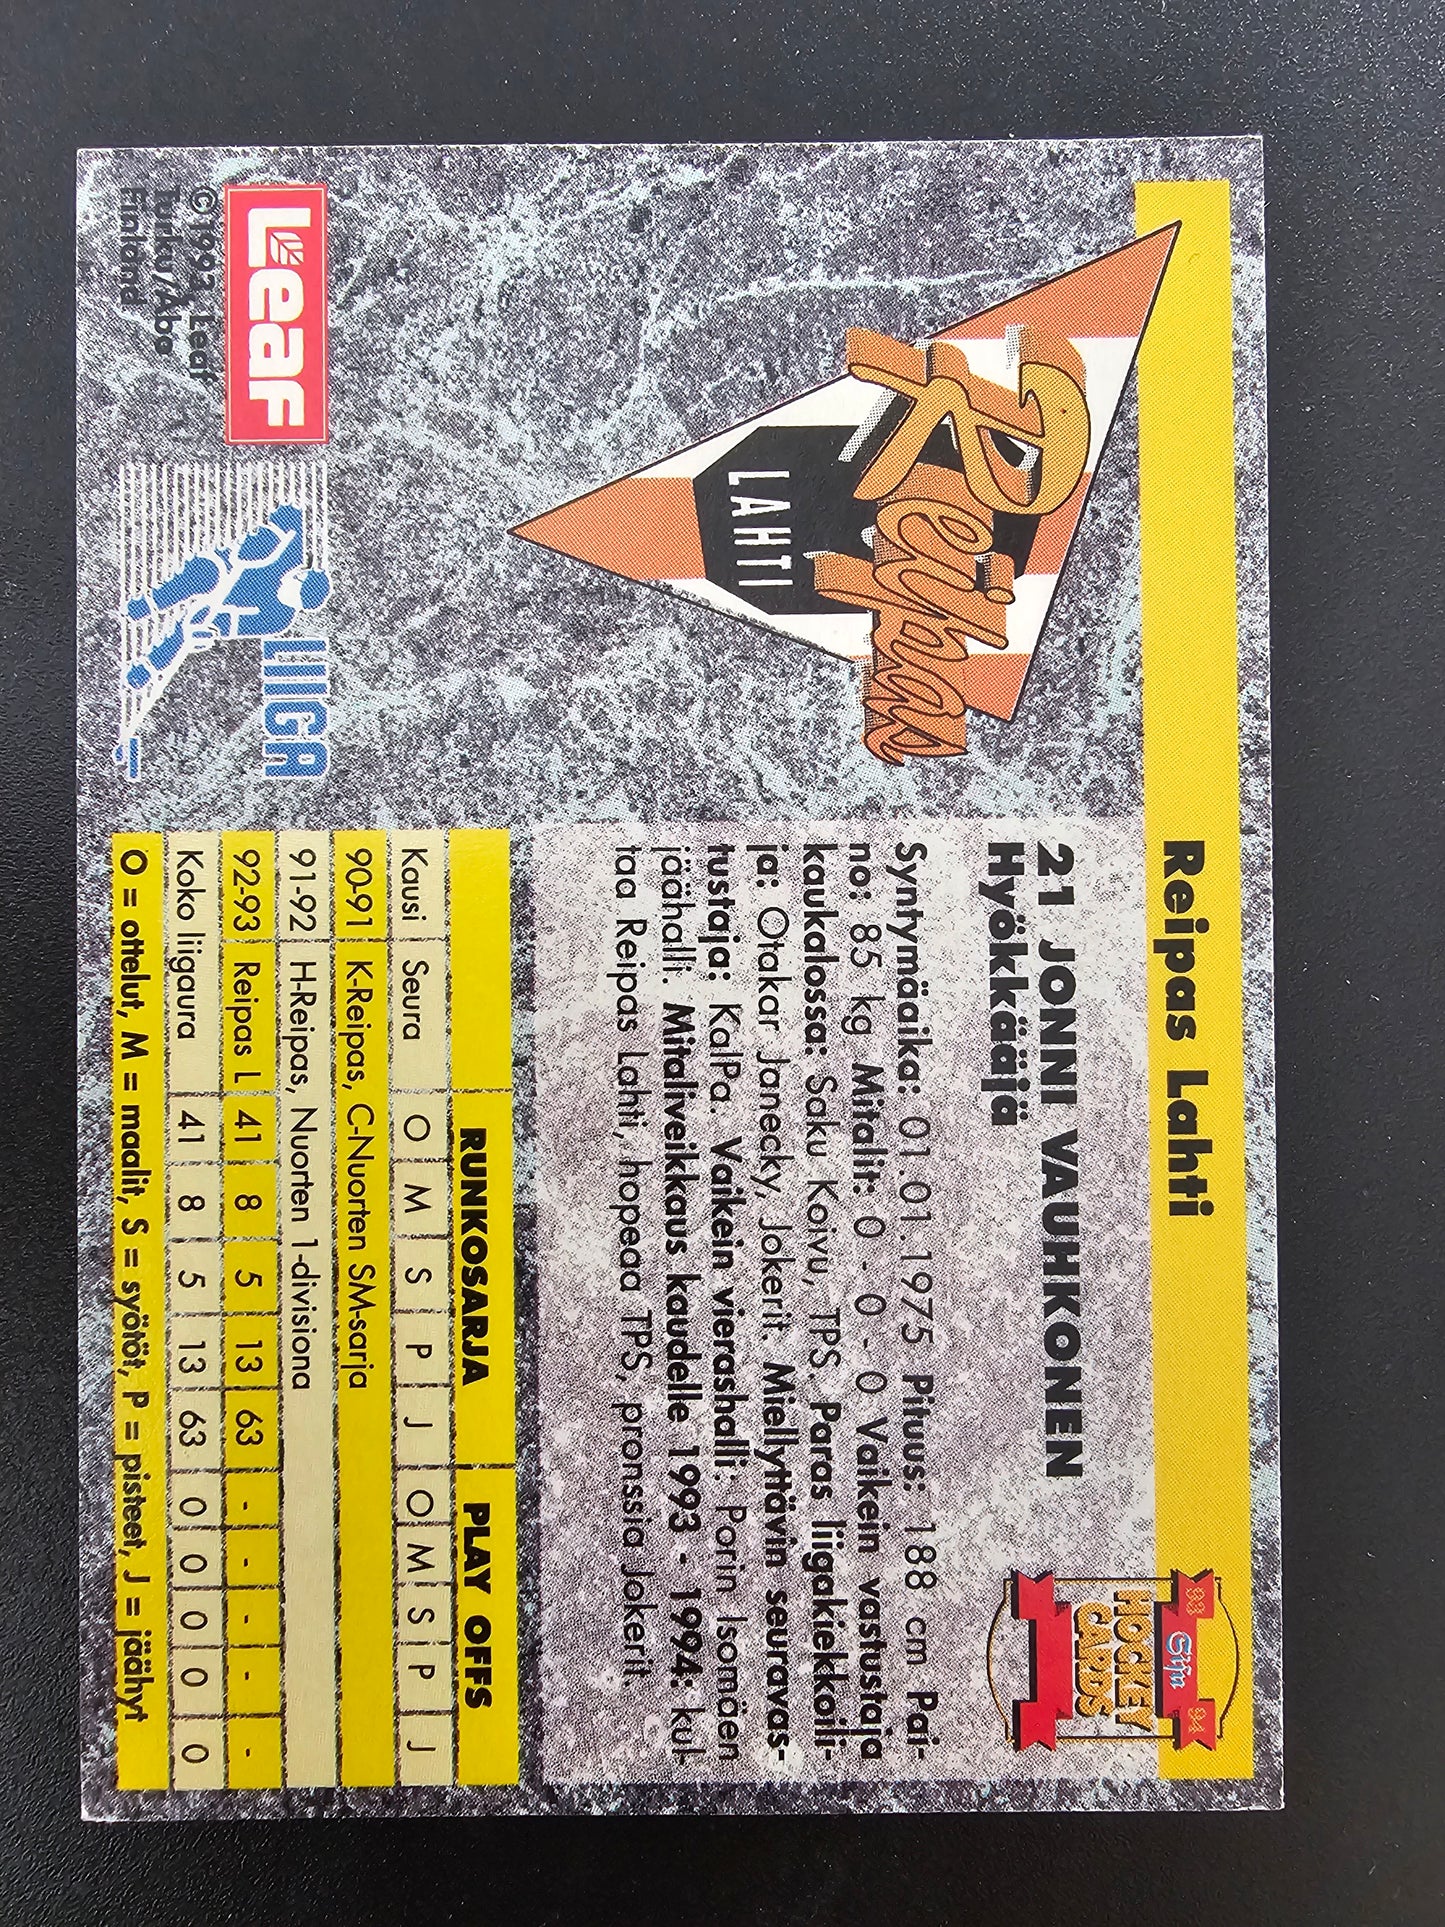 Reipas Lahti
93 Sisu 94
HOCKEY
CARDS
Reipas
LAHTI
21 JONNI VAUHKONEN
Hyökkääjä
Syntymäaika: 01.01.1975 Pituus: 188 cm Pai-
no: 85 kg Mitalit: 0 - 0 - 0 Vaikein vastustaja
kaukalossa: Saku Koivu, TPS. Paras liigakiekkoili-
ja: Otakar Janecky, Jokerit. Miellyttävin seuravas-
tustaja: KalPa. Vaikein vierashalli: Porin Isomäen
jäähalli. Mitaliveikkaus kaudelle 1993 - 1994: kul-
taa Reipas Lahti, hopeaa TPS, pronssia Jokerit.
RUNKOSARJA PLAY OFFS
Kausi Seura O M S P J O M S P J
90-91 K-Reipas, C-Nuorten SM-sarja
91-92 H-Reipas, Nuorten 1-divisiona
92-93 Reipas L 41 8 5 13 63 - - - - -
Koko liigaura 41 8 5 13 63 0 0 0 0 0
O = ottelut, M = maalit, S = syötöt, P = pisteet, J = jäähyt
Leaf
©1993 Leaf
Turku/Åbo
Finland
LIIGA